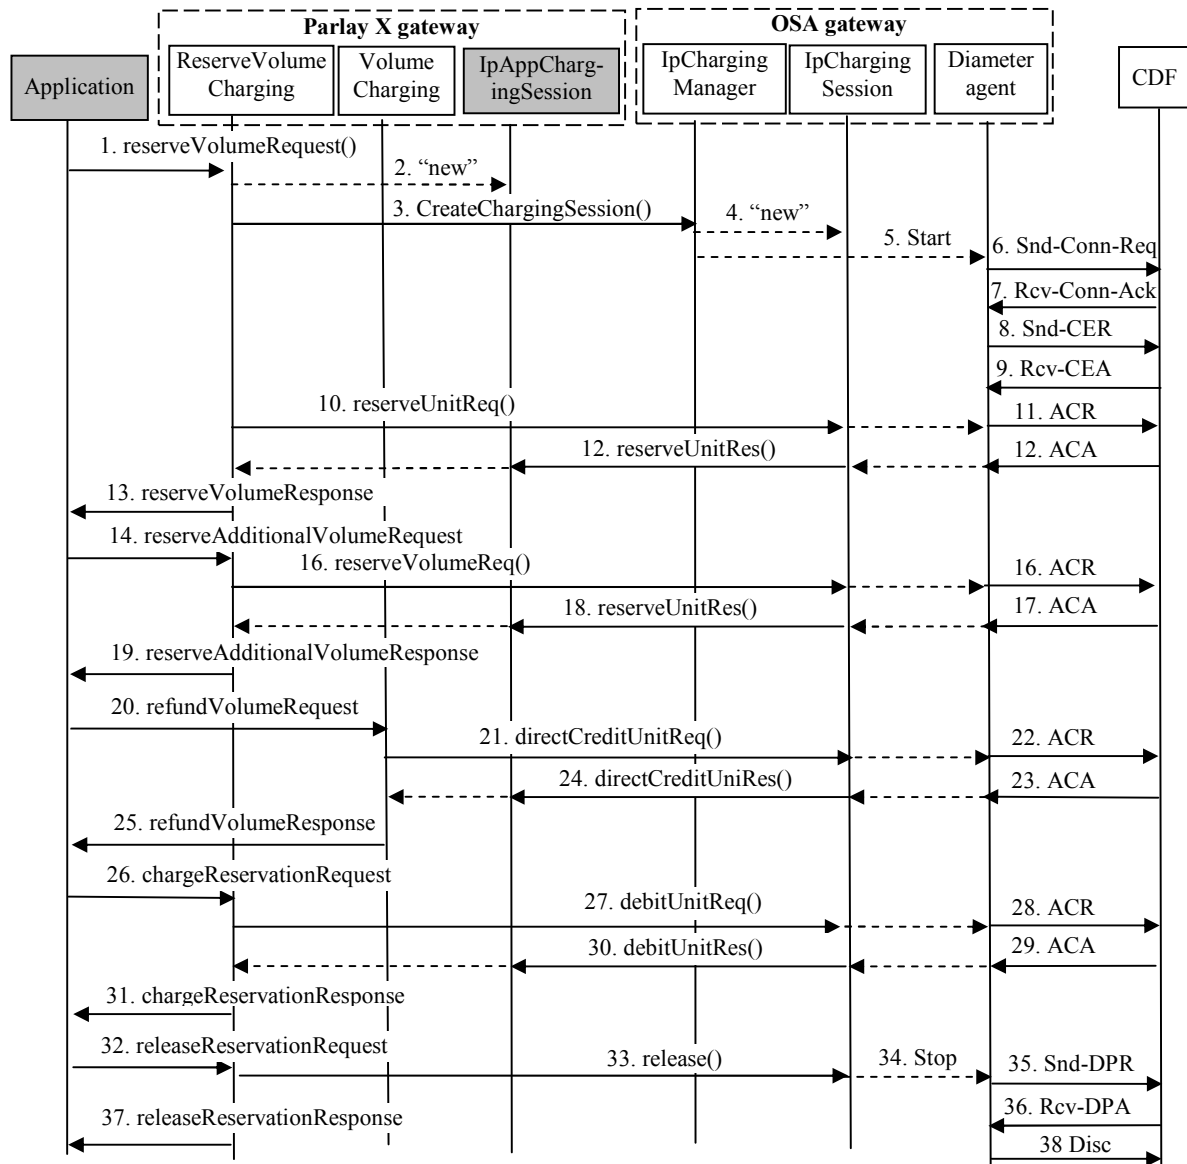 Parlay X gateway
OSA gateway
Application
ReserveVolume
Charging
Volume
Charging
IpAppCharg-
ingSession
IpCharging
Manager
IpCharging
Session
Diameter
agent
CDF
1. reserveVolumeRequest()
2. “new”
3. CreateChargingSession()
4. “new”
5. Start
6. Snd-Conn-Req
7. Rcv-Conn-Ack
8. Snd-CER
9. Rcv-CEA
10. reserveUnitReq()
11. ACR
12. reserveUnitRes()
12. ACA
13. reserveVolumeResponse
14. reserveAdditionalVolumeRequest
16. reserveVolumeReq()
16. ACR
18. reserveUnitRes()
17. ACA
19. reserveAdditionalVolumeResponse
20. refundVolumeRequest
21. directCreditUnitReq()
22. ACR
24. directCreditUniRes()
23. ACA
25. refundVolumeResponse
26. chargeReservationRequest
27. debitUnitReq()
28. ACR
30. debitUnitRes()
29. ACA
31. chargeReservationResponse
32. releaseReservationRequest
33. release()
34. Stop
35. Snd-DPR
36. Rcv-DPA
37. releaseReservationResponse
38 Disc